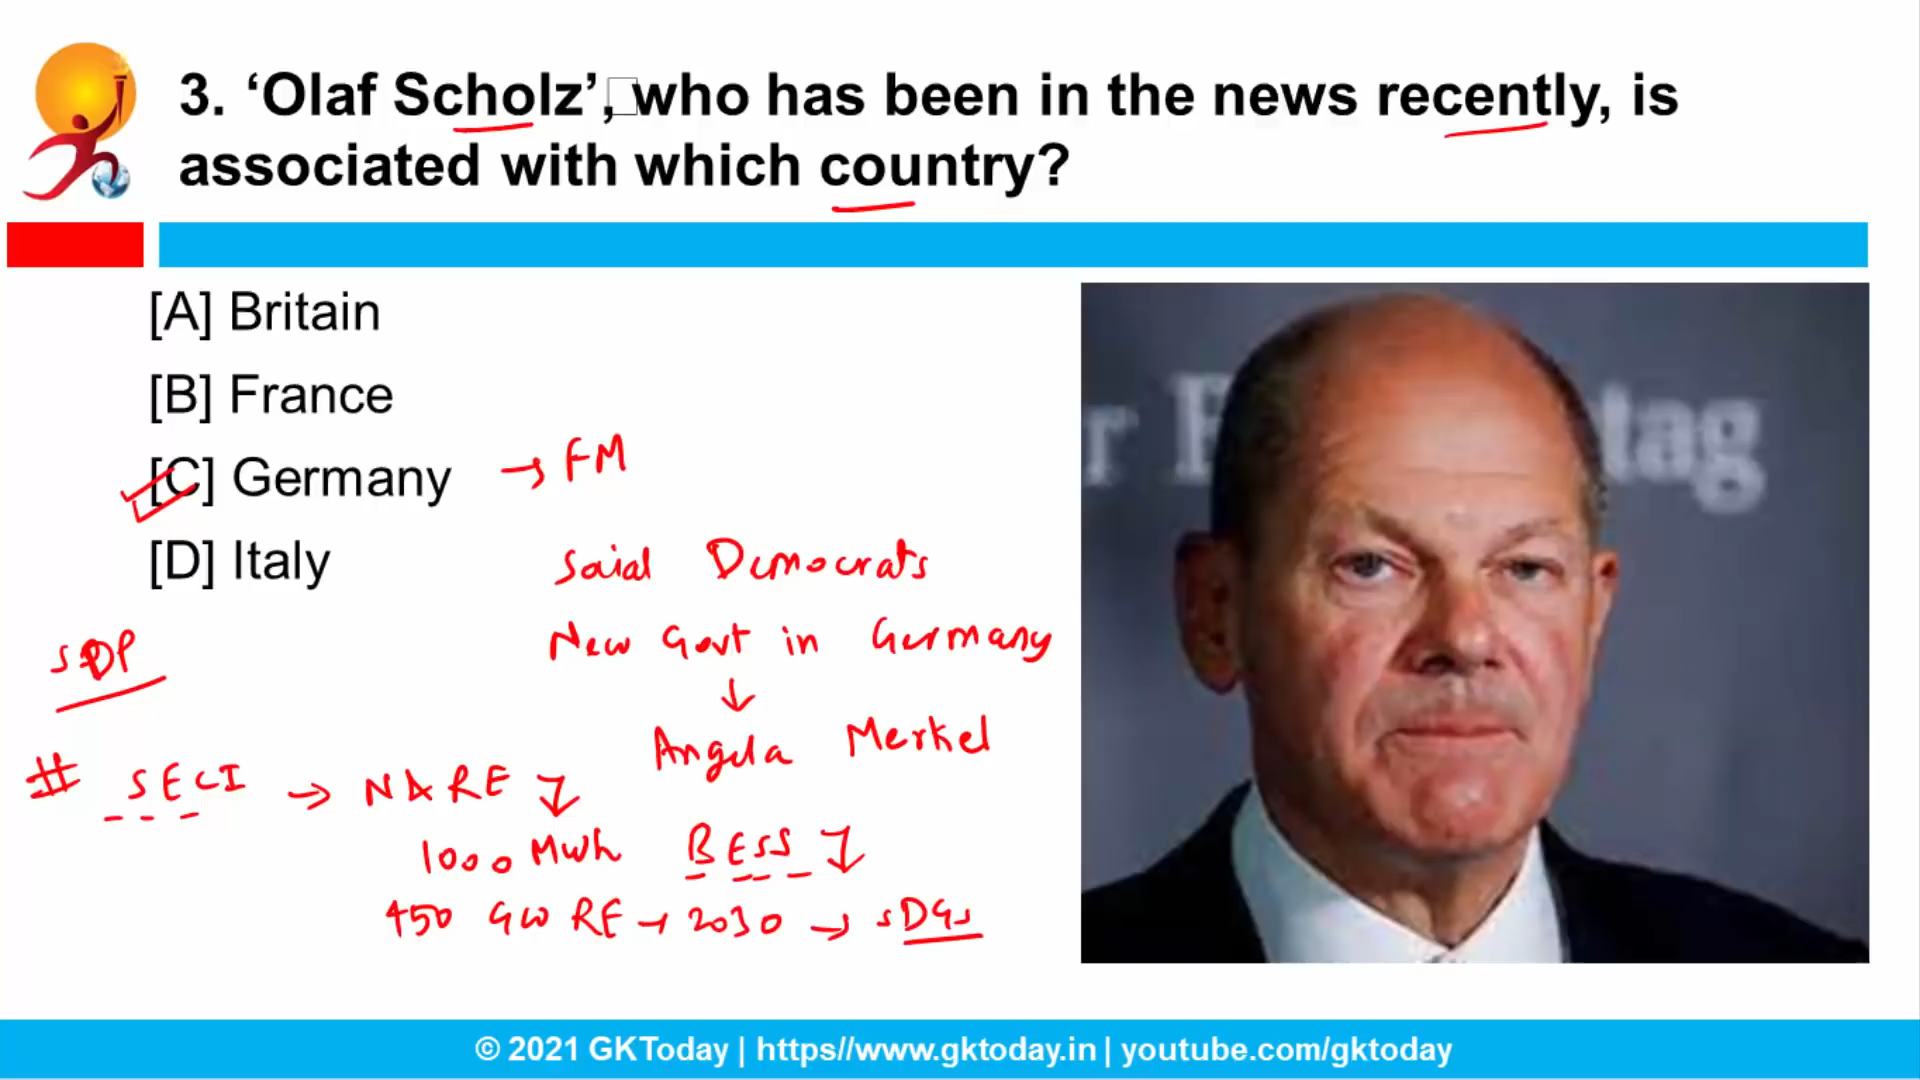 3. ‘Olaf Scholz’, who has been in the news recently, is
associated with which country?
[A] Britain
[B] France
[C] Germany → FM
[D] Italy
Social Democrats
New Govt in Germany
↓
Angela Merkel
SDP
# SECI →
1000 MWh BESS
450 GW RE → 2030 → SDGs
r B tag
© 2021 GKToday | https//www.gktoday.in | youtube.com/gktoday